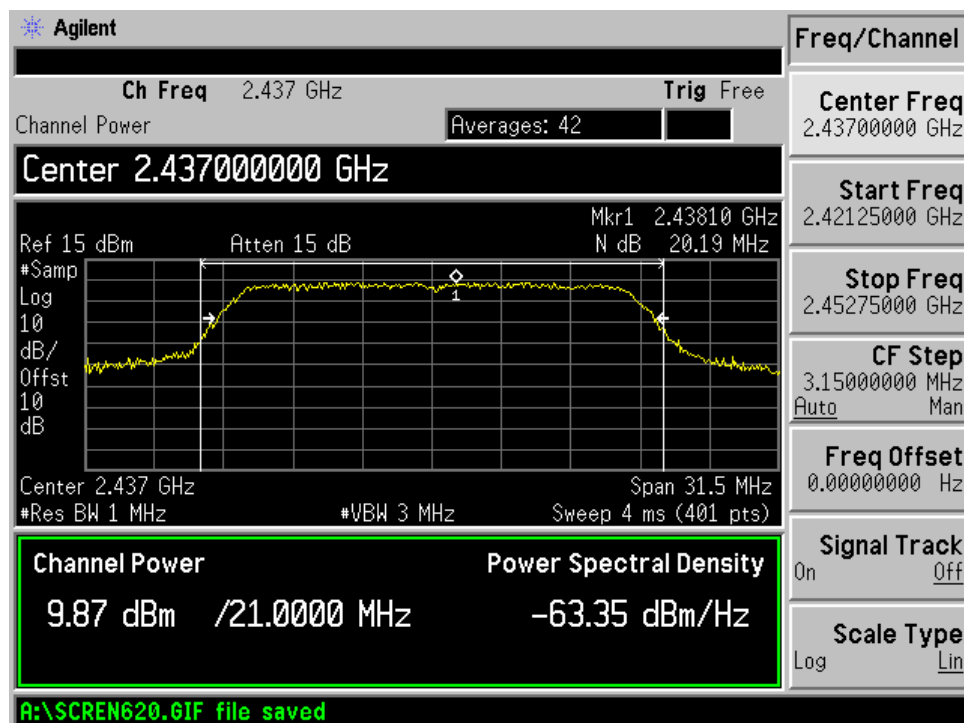 Agilent
Freq/Channel
Ch Freq 2.437 GHz Trig Free
Channel Power Averages: 42
Center 2.437000000 GHz
Mkr1 2.43810 GHz
Ref 15 dBm Atten 15 dB N dB 20.19 MHz
#Samp
Log
10
dB/
Offst
10
dB
1
Center 2.437 GHz Span 31.5 MHz
#Res BW 1 MHz #VBW 3 MHz Sweep 4 ms (401 pts)
Channel Power Power Spectral Density
9.87 dBm /21.0000 MHz -63.35 dBm/Hz
A:\SCREN620.GIF file saved
Center Freq
2.43700000 GHz
Start Freq
2.42125000 GHz
Stop Freq
2.45275000 GHz
CF Step
3.15000000 MHz
Auto Man
Freq Offset
0.00000000 Hz
Signal Track
On Off
Scale Type
Log Lin